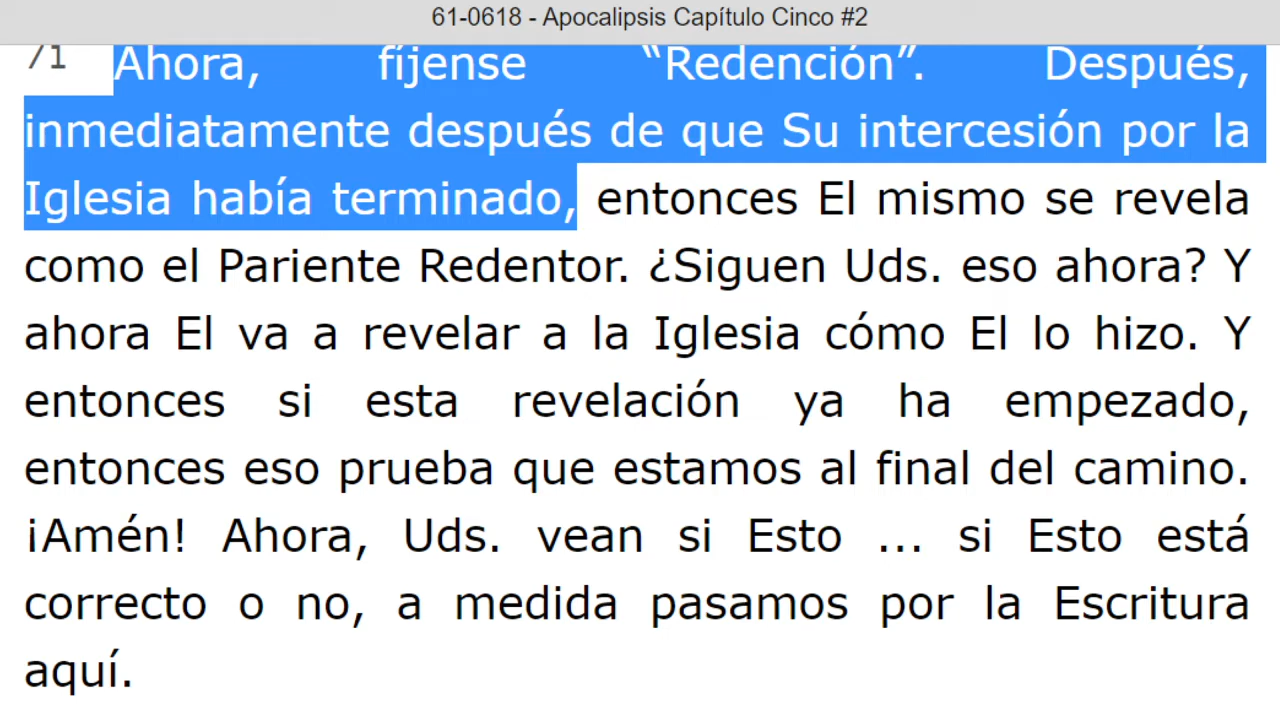 61-0618 - Apocalipsis Capítulo Cinco #2
71 Ahora, fíjense “Redención”. Después,
inmediatamente después de que Su intercesión por la
Iglesia había terminado, entonces El mismo se revela
como el Pariente Redentor. ¿Siguen Uds. eso ahora? Y
ahora El va a revelar a la Iglesia cómo El lo hizo. Y
entonces si esta revelación ya ha empezado,
entonces eso prueba que estamos al final del camino.
¡Amén! Ahora, Uds. vean si Esto ... si Esto está
correcto o no, a medida pasamos por la Escritura
aquí.